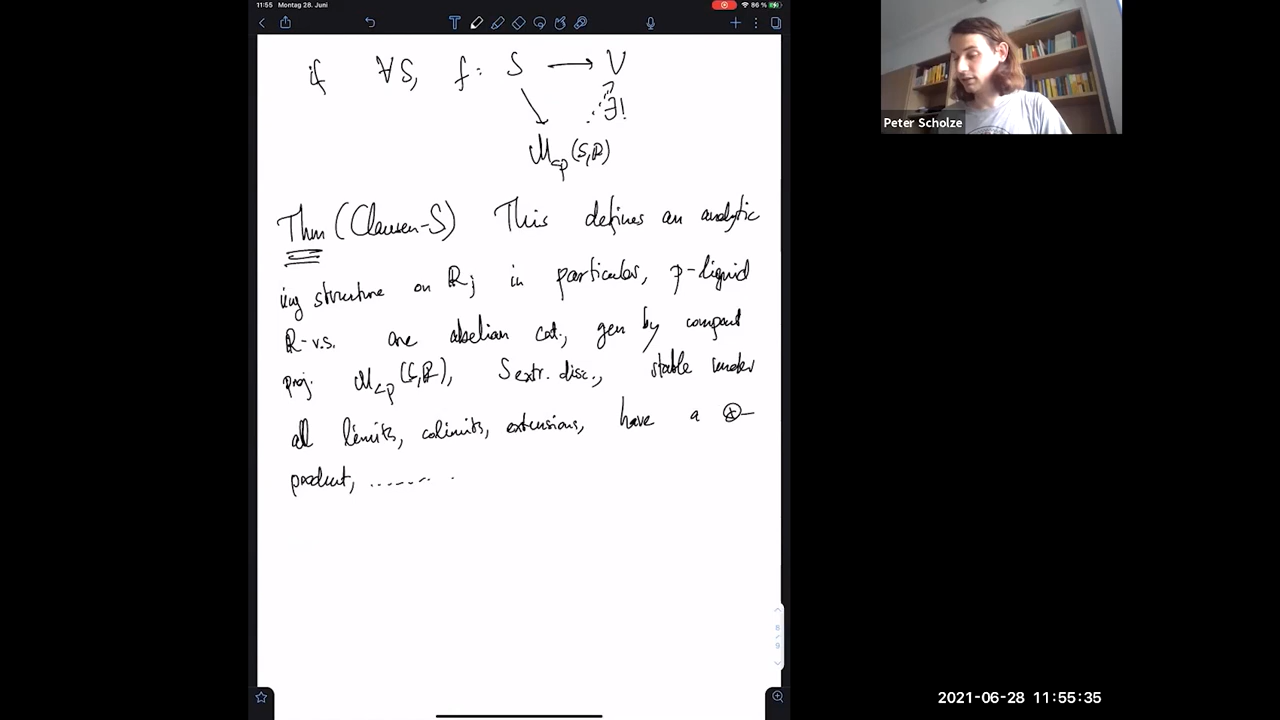 11:55 Montag 28. Juni
86 %
if ∀S, f: S → V
∃!
M<p(S,ℝ)
Thm (Clausen-S) This defines an analytic
ring structure on ℝ; in particular, p-liquid
ℝ-v.s. are abelian cat., gen by compact
proj. M<p(S,ℝ), S extr. disc., stable under
all limits, colimits, extensions, have a ⊗-
product, ........
8
/
9
Peter Scholze
2021-06-28 11:55:35